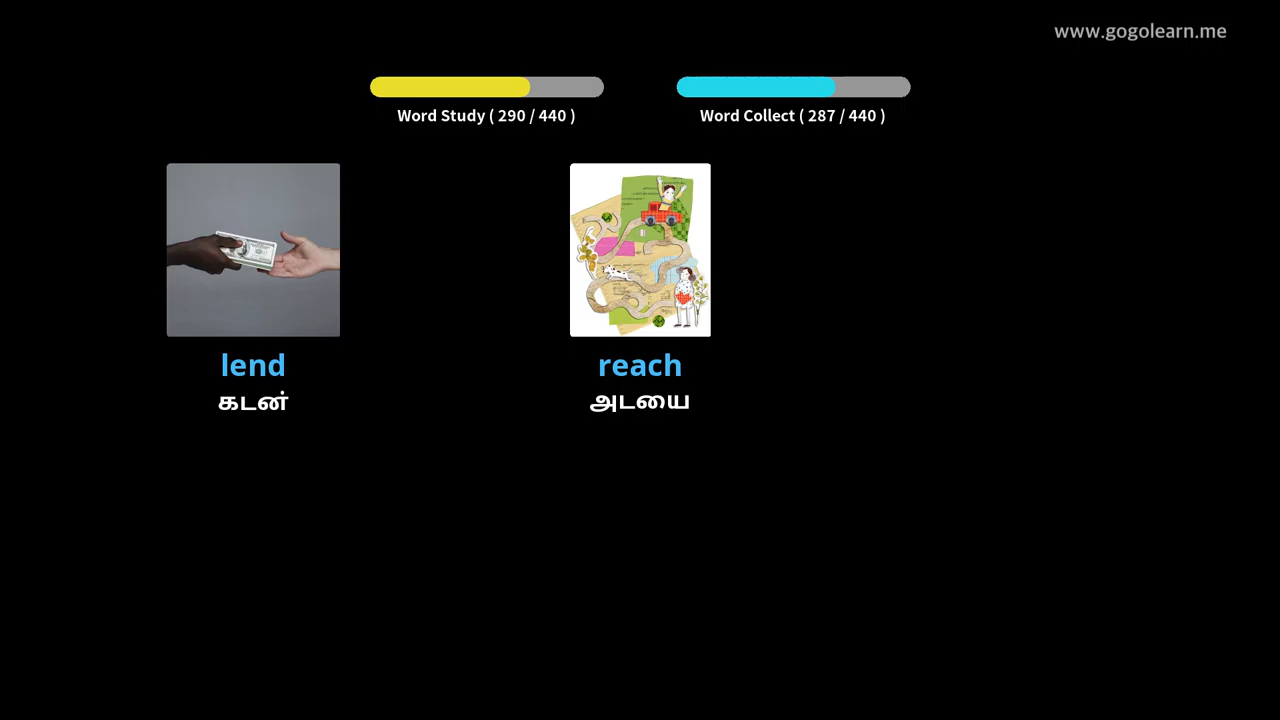 www.gogolearn.me
Word Study ( 290 / 440 )
Word Collect ( 287 / 440 )
lend
கடன்
reach
அடயை